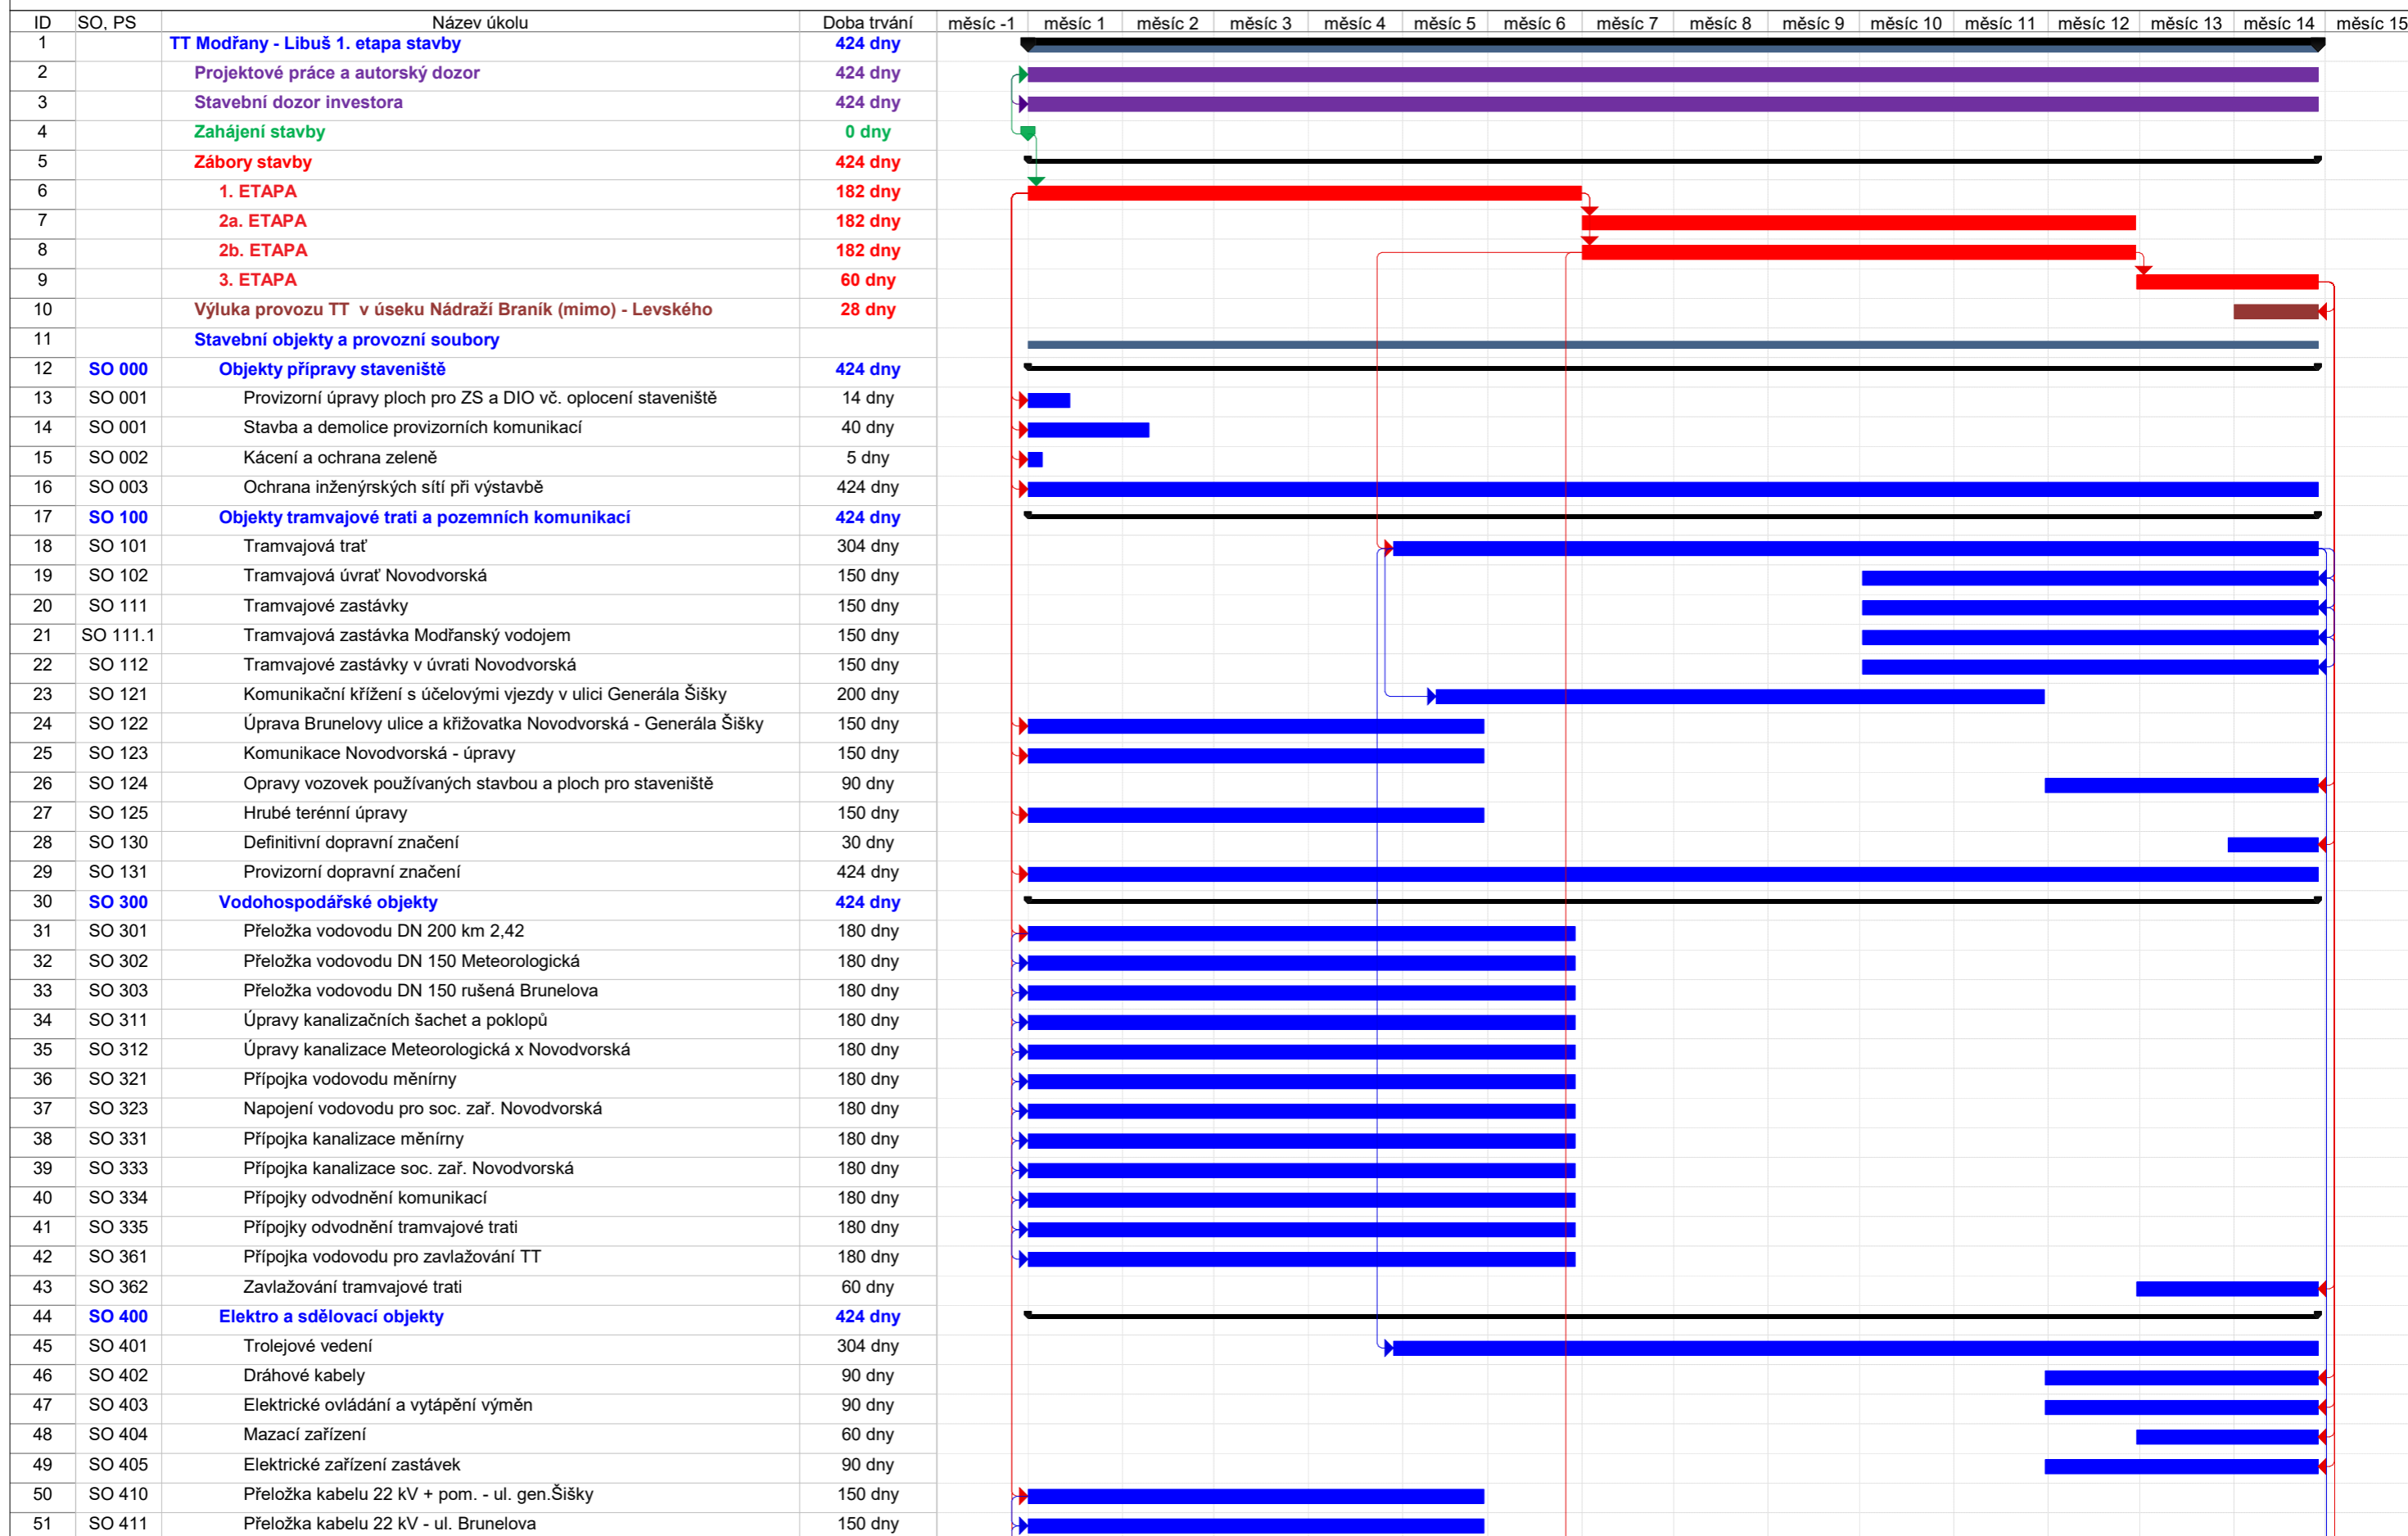 ID SO, PS Název úkolu Doba trvání měsíc -1 měsíc 1 měsíc 2 měsíc 3 měsíc 4 měsíc 5 měsíc 6 měsíc 7 měsíc 8 měsíc 9 měsíc 10 měsíc 11 měsíc 12 měsíc 13 měsíc 14 měsíc 15
1 TT Modřany - Libuš 1. etapa stavby 424 dny
2 Projektové práce a autorský dozor 424 dny
3 Stavební dozor investora 424 dny
4 Zahájení stavby 0 dny
5 Zábory stavby 424 dny
6 1. ETAPA 182 dny
7 2a. ETAPA 182 dny
8 2b. ETAPA 182 dny
9 3. ETAPA 60 dny
10 Výluka provozu TT v úseku Nádraží Braník (mimo) - Levského 28 dny
11 Stavební objekty a provozní soubory
12 SO 000 Objekty přípravy staveniště 424 dny
13 SO 001 Provizorní úpravy ploch pro ZS a DIO vč. oplocení staveniště 14 dny
14 SO 001 Stavba a demolice provizorních komunikací 40 dny
15 SO 002 Kácení a ochrana zeleně 5 dny
16 SO 003 Ochrana inženýrských sítí při výstavbě 424 dny
17 SO 100 Objekty tramvajové trati a pozemních komunikací 424 dny
18 SO 101 Tramvajová trať 304 dny
19 SO 102 Tramvajová úvrať Novodvorská 150 dny
20 SO 111 Tramvajové zastávky 150 dny
21 SO 111.1 Tramvajová zastávka Modřanský vodojem 150 dny
22 SO 112 Tramvajové zastávky v úvrati Novodvorská 150 dny
23 SO 121 Komunikační křížení s účelovými vjezdy v ulici Generála Šišky 200 dny
24 SO 122 Úprava Brunelovy ulice a křižovatka Novodvorská - Generála Šišky 150 dny
25 SO 123 Komunikace Novodvorská - úpravy 150 dny
26 SO 124 Opravy vozovek používaných stavbou a ploch pro staveniště 90 dny
27 SO 125 Hrubé terénní úpravy 150 dny
28 SO 130 Definitivní dopravní značení 30 dny
29 SO 131 Provizorní dopravní značení 424 dny
30 SO 300 Vodohospodářské objekty 424 dny
31 SO 301 Přeložka vodovodu DN 200 km 2,42 180 dny
32 SO 302 Přeložka vodovodu DN 150 Meteorologická 180 dny
33 SO 303 Přeložka vodovodu DN 150 rušená Brunelova 180 dny
34 SO 311 Úpravy kanalizačních šachet a poklopů 180 dny
35 SO 312 Úpravy kanalizace Meteorologická x Novodvorská 180 dny
36 SO 321 Přípojka vodovodu měnírny 180 dny
37 SO 323 Napojení vodovodu pro soc. zař. Novodvorská 180 dny
38 SO 331 Přípojka kanalizace měnírny 180 dny
39 SO 333 Přípojka kanalizace soc. zař. Novodvorská 180 dny
40 SO 334 Přípojky odvodnění komunikací 180 dny
41 SO 335 Přípojky odvodnění tramvajové trati 180 dny
42 SO 361 Přípojka vodovodu pro zavlažování TT 180 dny
43 SO 362 Zavlažování tramvajové trati 60 dny
44 SO 400 Elektro a sdělovací objekty 424 dny
45 SO 401 Trolejové vedení 304 dny
46 SO 402 Dráhové kabely 90 dny
47 SO 403 Elektrické ovládání a vytápění výměn 90 dny
48 SO 404 Mazací zařízení 60 dny
49 SO 405 Elektrické zařízení zastávek 90 dny
50 SO 410 Přeložka kabelu 22 kV + pom. - ul. gen.Šišky 150 dny
51 SO 411 Přeložka kabelu 22 kV - ul. Brunelova 150 dny